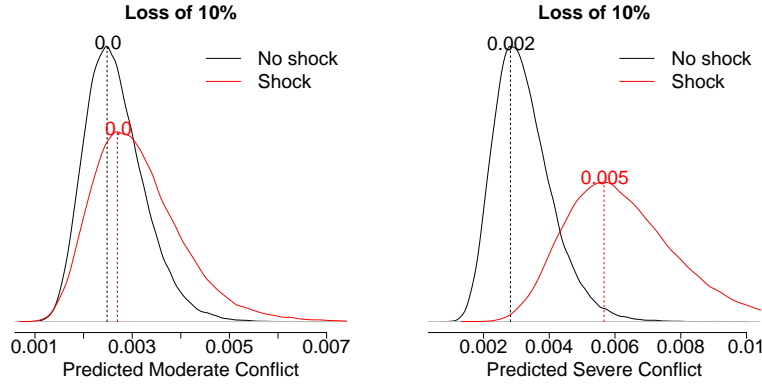 Loss of 10%
0.0
No shock
Shock
0.0
0.001
0.003
0.005
0.007
Predicted Moderate Conflict
Loss of 10%
0.002
No shock
Shock
0.005
0.002
0.004
0.006
0.008
0.01
Predicted Severe Conflict